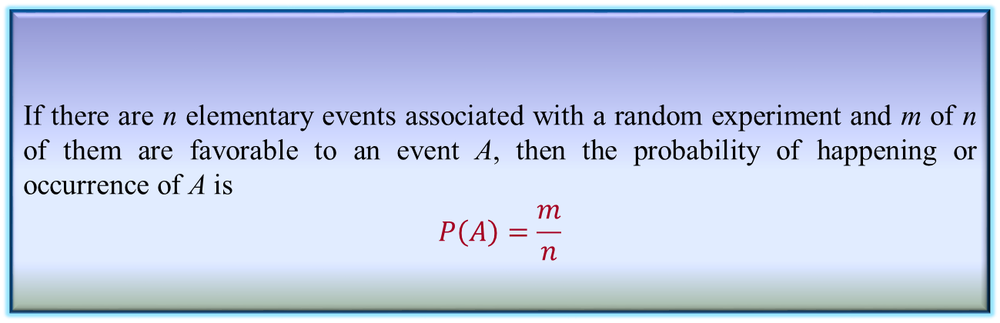 If there are n elementary events associated with a random experiment and m of n
of them are favorable to an event A, then the probability of happening or
occurrence of A is
P(A) = m/n